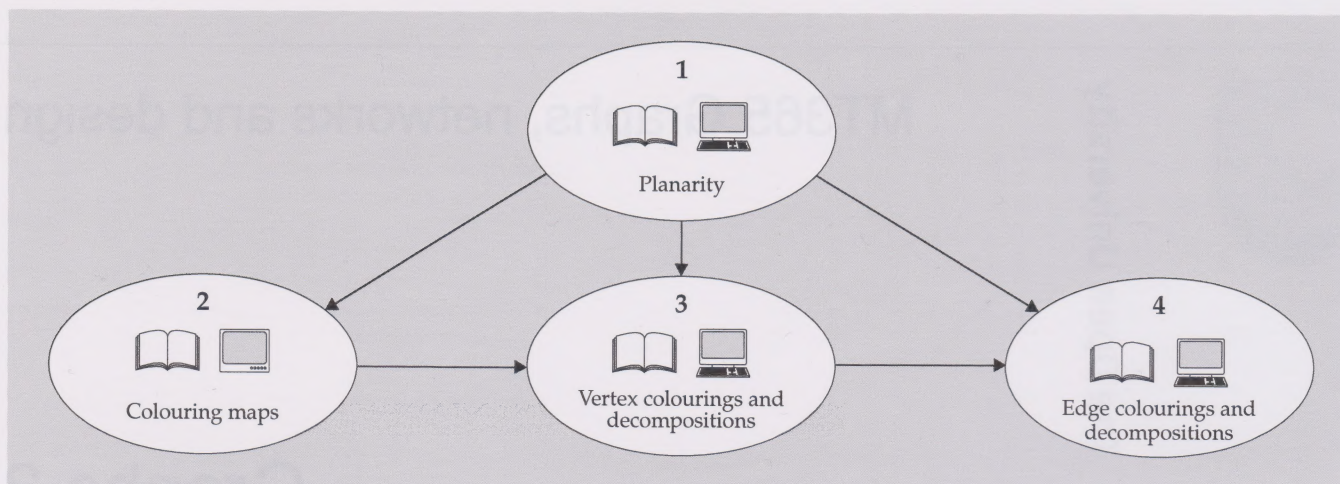 1
Planarity
2
Colouring maps
3
Vertex colourings and
decompositions
4
Edge colourings and
decompositions